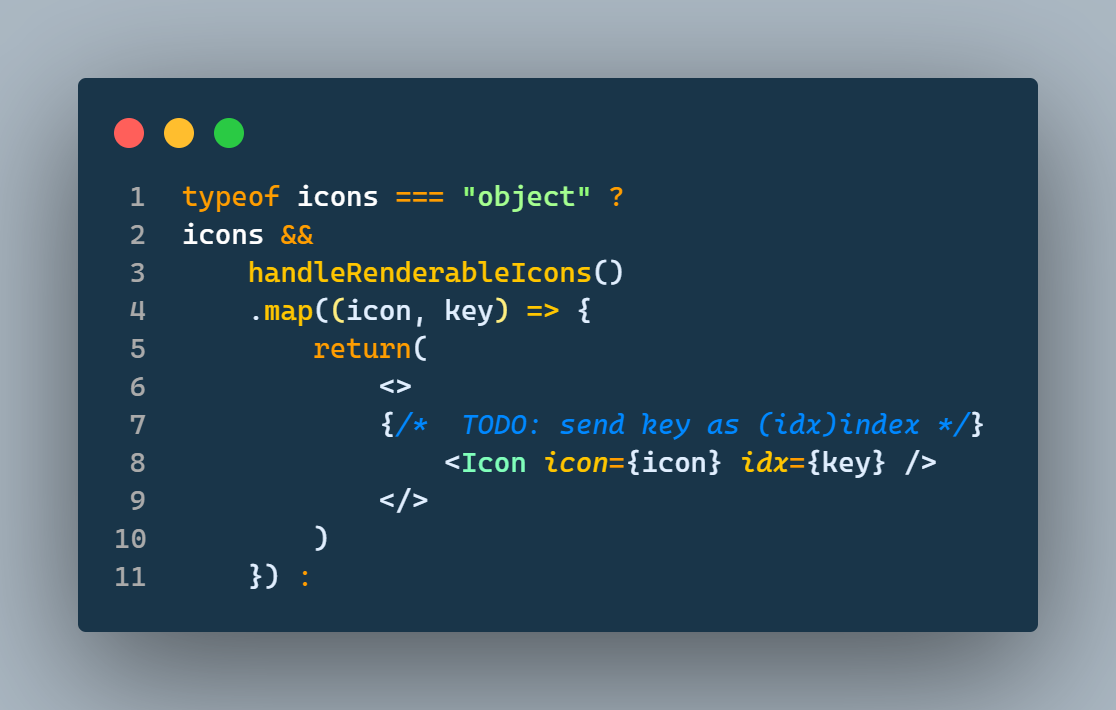 1 typeof icons === "object" ?
2 icons &&
3     handleRenderableIcons()
4     .map((icon, key) => {
5         return(
6             <>
7             {/*  TODO: send key as (idx)index */}
8                 <Icon icon={icon} idx={key} />
9             </>
10         )
11     }) :